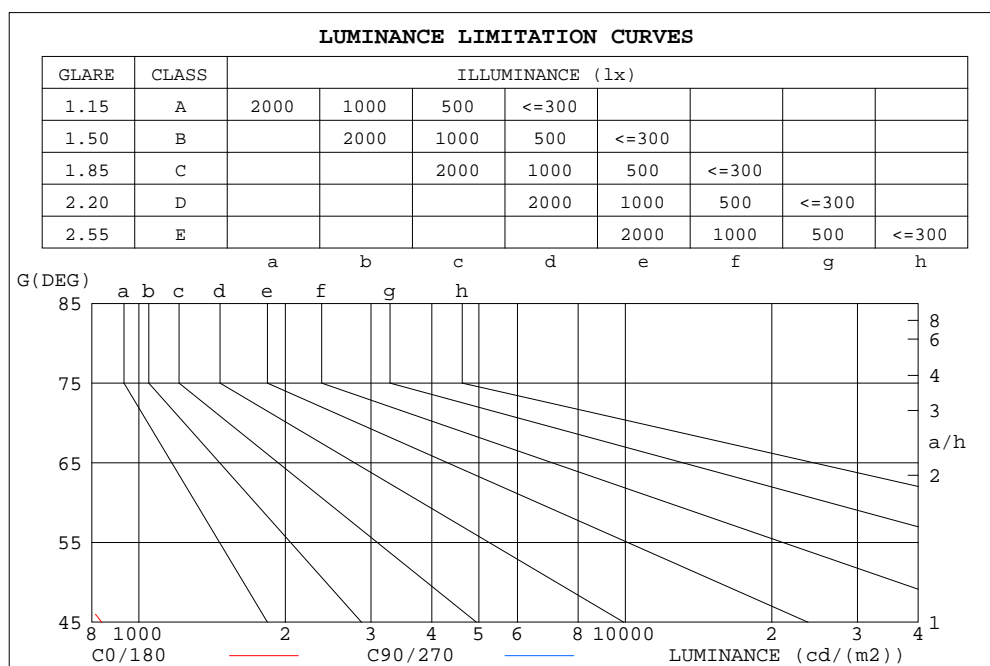 LUMINANCE LIMITATION CURVES
GLARE CLASS ILLUMINANCE (lx)
1.15 A 2000 1000 500 <=300
1.50 B 2000 1000 500 <=300
1.85 C 2000 1000 500 <=300
2.20 D 2000 1000 500 <=300
2.55 E 2000 1000 500 <=300
a b c d e f g h
G(DEG)
a b c d e f g h
85
8
6
75
4
3
a/h
65
2
55
45
1
8 1000 2 3 4 5 6 8 10000 2 3 4
C0/180 C90/270 LUMINANCE (cd/(m2))